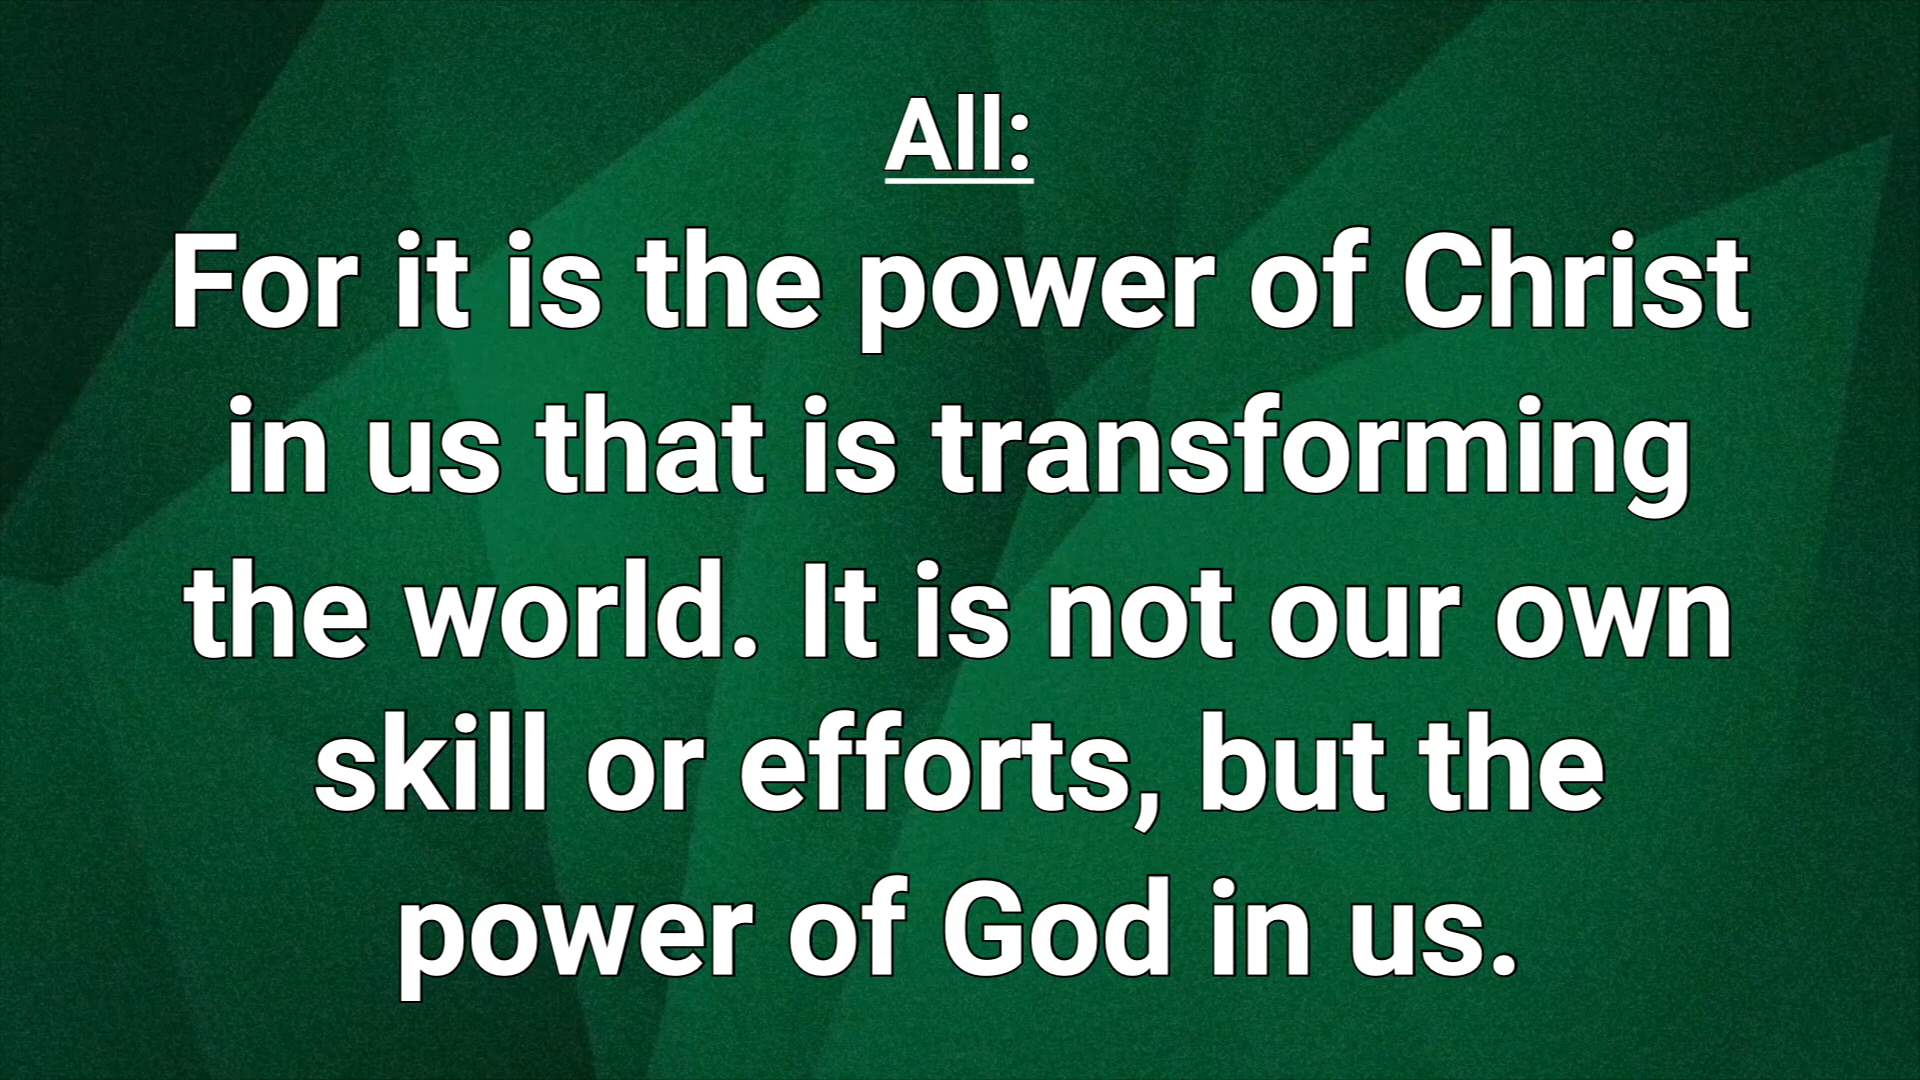 All:
For it is the power of Christ
in us that is transforming
the world. It is not our own
skill or efforts, but the
power of God in us.